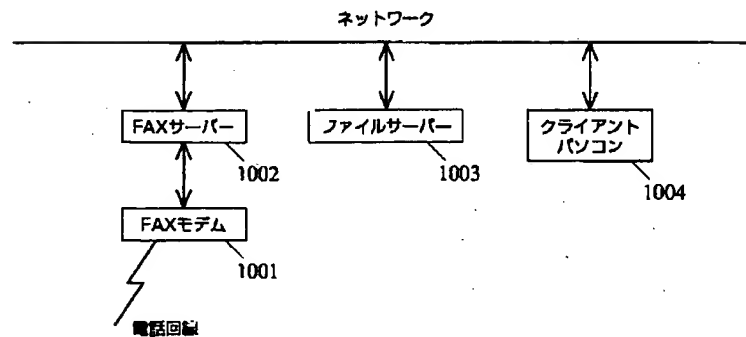 ネットワーク
FAXサーバー
1002
ファイルサーバー
1003
クライアント
パソコン
1004
FAXモデム
1001
電話回線